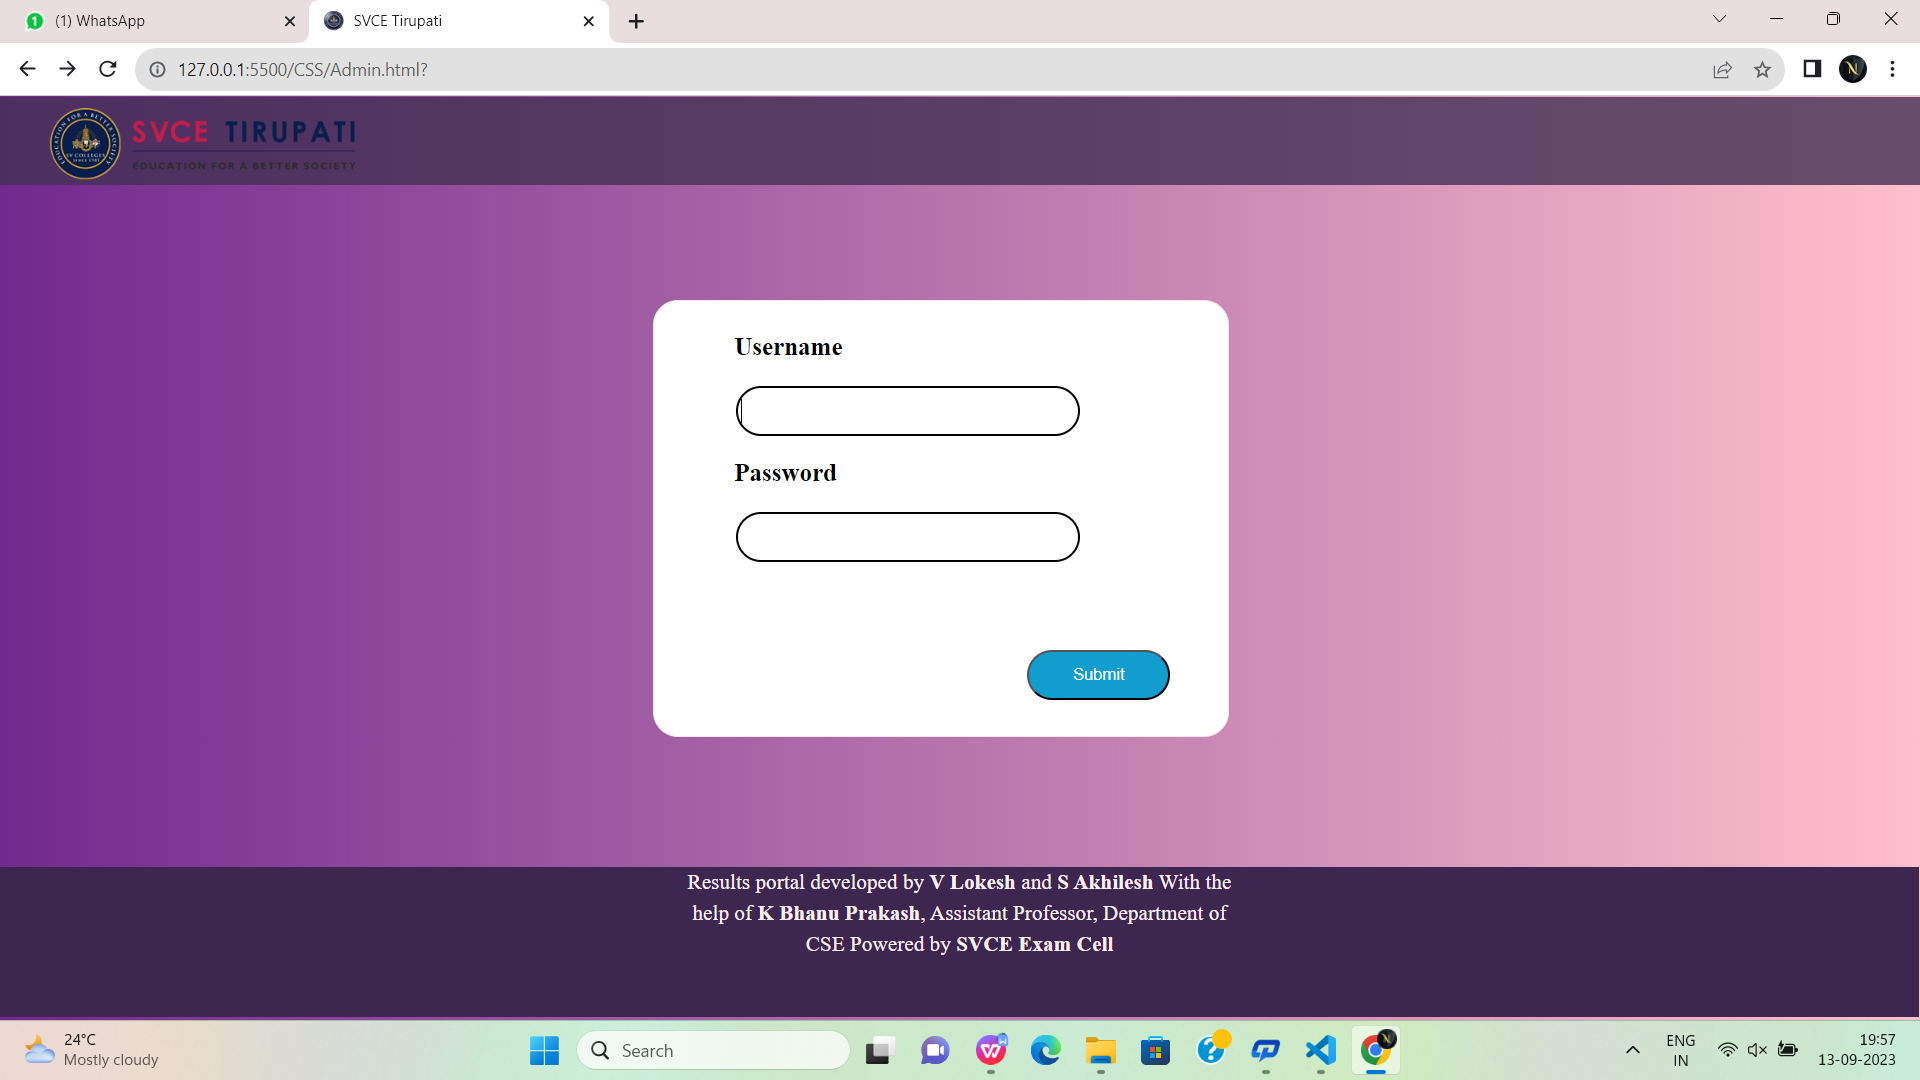 (1) WhatsApp
SVCE Tirupati
127.0.0.1:5500/CSS/Admin.html?
SVCE TIRUPATI
EDUCATION FOR A BETTER SOCIETY
Username
Password
Submit
Results portal developed by V Lokesh and S Akhilesh With the
help of K Bhanu Prakash, Assistant Professor, Department of
CSE Powered by SVCE Exam Cell
24°C
Mostly cloudy
Search
ENG
IN
19:57
13-09-2023